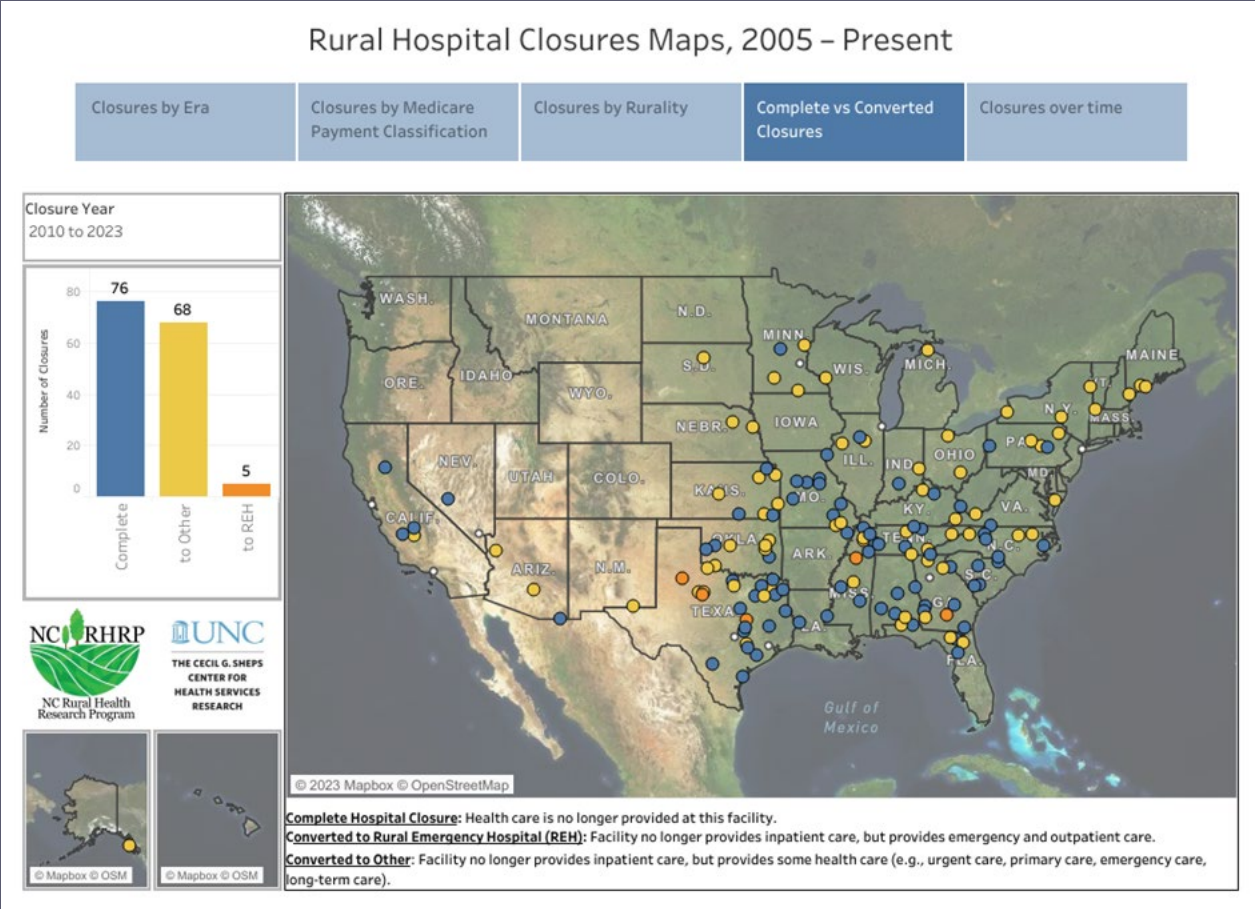 Rural Hospital Closures Maps, 2005 – Present
Closures by Era
Closures by Medicare
Payment Classification
Closures by Rurality
Complete vs Converted
Closures
Closures over time
Closure Year
2010 to 2023
Number of Closures
80
60
40
20
0
76
68
5
Complete
to Other
to REH
NC RHRP
NC Rural Health
Research Program
UNC
THE CECIL G. SHEPS
CENTER FOR
HEALTH SERVICES
RESEARCH
© Mapbox © OSM
© Mapbox © OSM
WASH.
MONTANA
N.D.
MINN.
MAINE
ORE.
IDAHO
WYO.
S.D.
WIS.
MICH.
VT.
N.Y.
MASS.
NEBR.
IOWA
NEV.
UTAH
COLO.
KANS.
MO.
ILL.
IND.
OHIO
PA.
MD.
CALIF.
KY.
VA.
ARIZ.
N.M.
OKLA.
ARK.
TENN.
N.C.
S.C.
TEXAS
LA.
MISS.
GA.
FLA.
Gulf of
Mexico
© 2023 Mapbox © OpenStreetMap
Complete Hospital Closure: Health care is no longer provided at this facility.
Converted to Rural Emergency Hospital (REH): Facility no longer provides inpatient care, but provides emergency and outpatient care.
Converted to Other: Facility no longer provides inpatient care, but provides some health care (e.g., urgent care, primary care, emergency care,
long-term care).